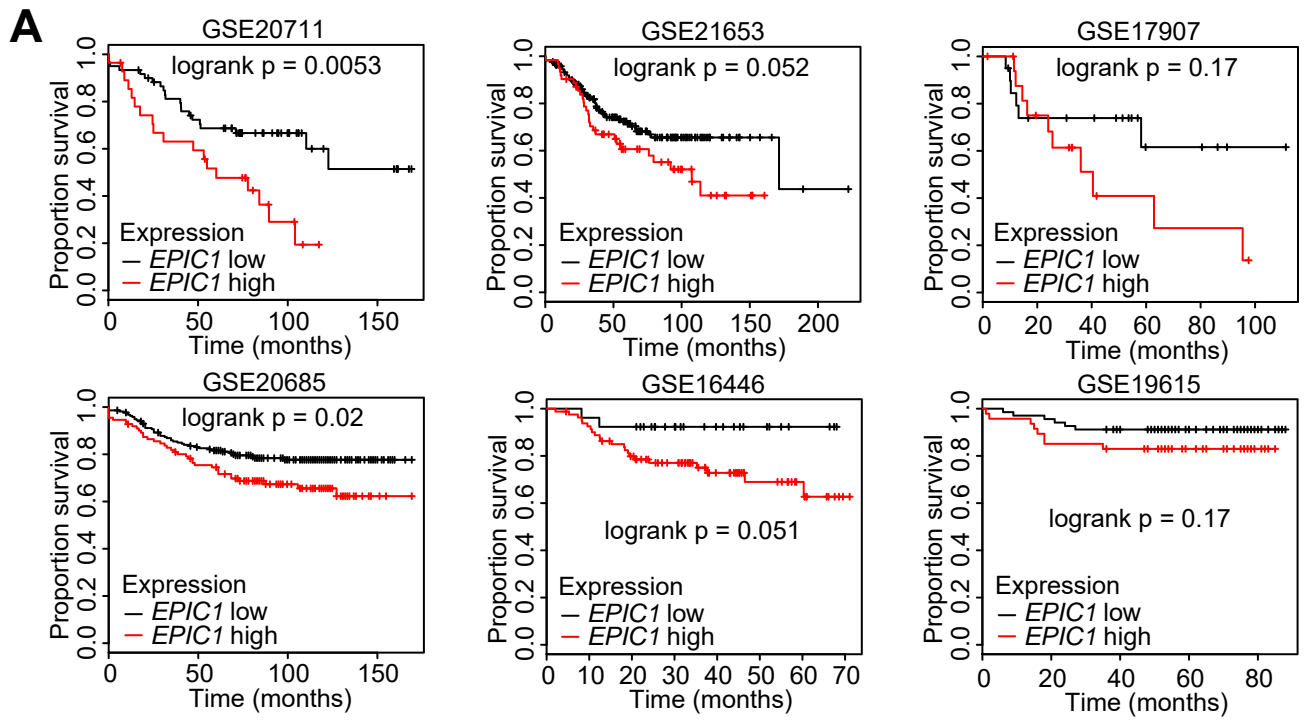 A
GSE20711
logrank p = 0.0053
Proportion survival
0.0 0.2 0.4 0.6 0.8 1.0
Expression
EPIC1 low
EPIC1 high
0 50 100 150
Time (months)
GSE21653
logrank p = 0.052
Proportion survival
0.0 0.2 0.4 0.6 0.8 1.0
Expression
EPIC1 low
EPIC1 high
0 50 100 150 200
Time (months)
GSE17907
logrank p = 0.17
Proportion survival
0.0 0.2 0.4 0.6 0.8 1.0
Expression
EPIC1 low
EPIC1 high
0 20 40 60 80 100
Time (months)
GSE20685
logrank p = 0.02
Proportion survival
0.0 0.2 0.4 0.6 0.8 1.0
Expression
EPIC1 low
EPIC1 high
0 50 100 150
Time (months)
GSE16446
logrank p = 0.051
Proportion survival
0.0 0.2 0.4 0.6 0.8 1.0
Expression
EPIC1 low
EPIC1 high
0 10 20 30 40 50 60 70
Time (months)
GSE19615
logrank p = 0.17
Proportion survival
0.0 0.2 0.4 0.6 0.8 1.0
Expression
EPIC1 low
EPIC1 high
0 20 40 60 80
Time (months)